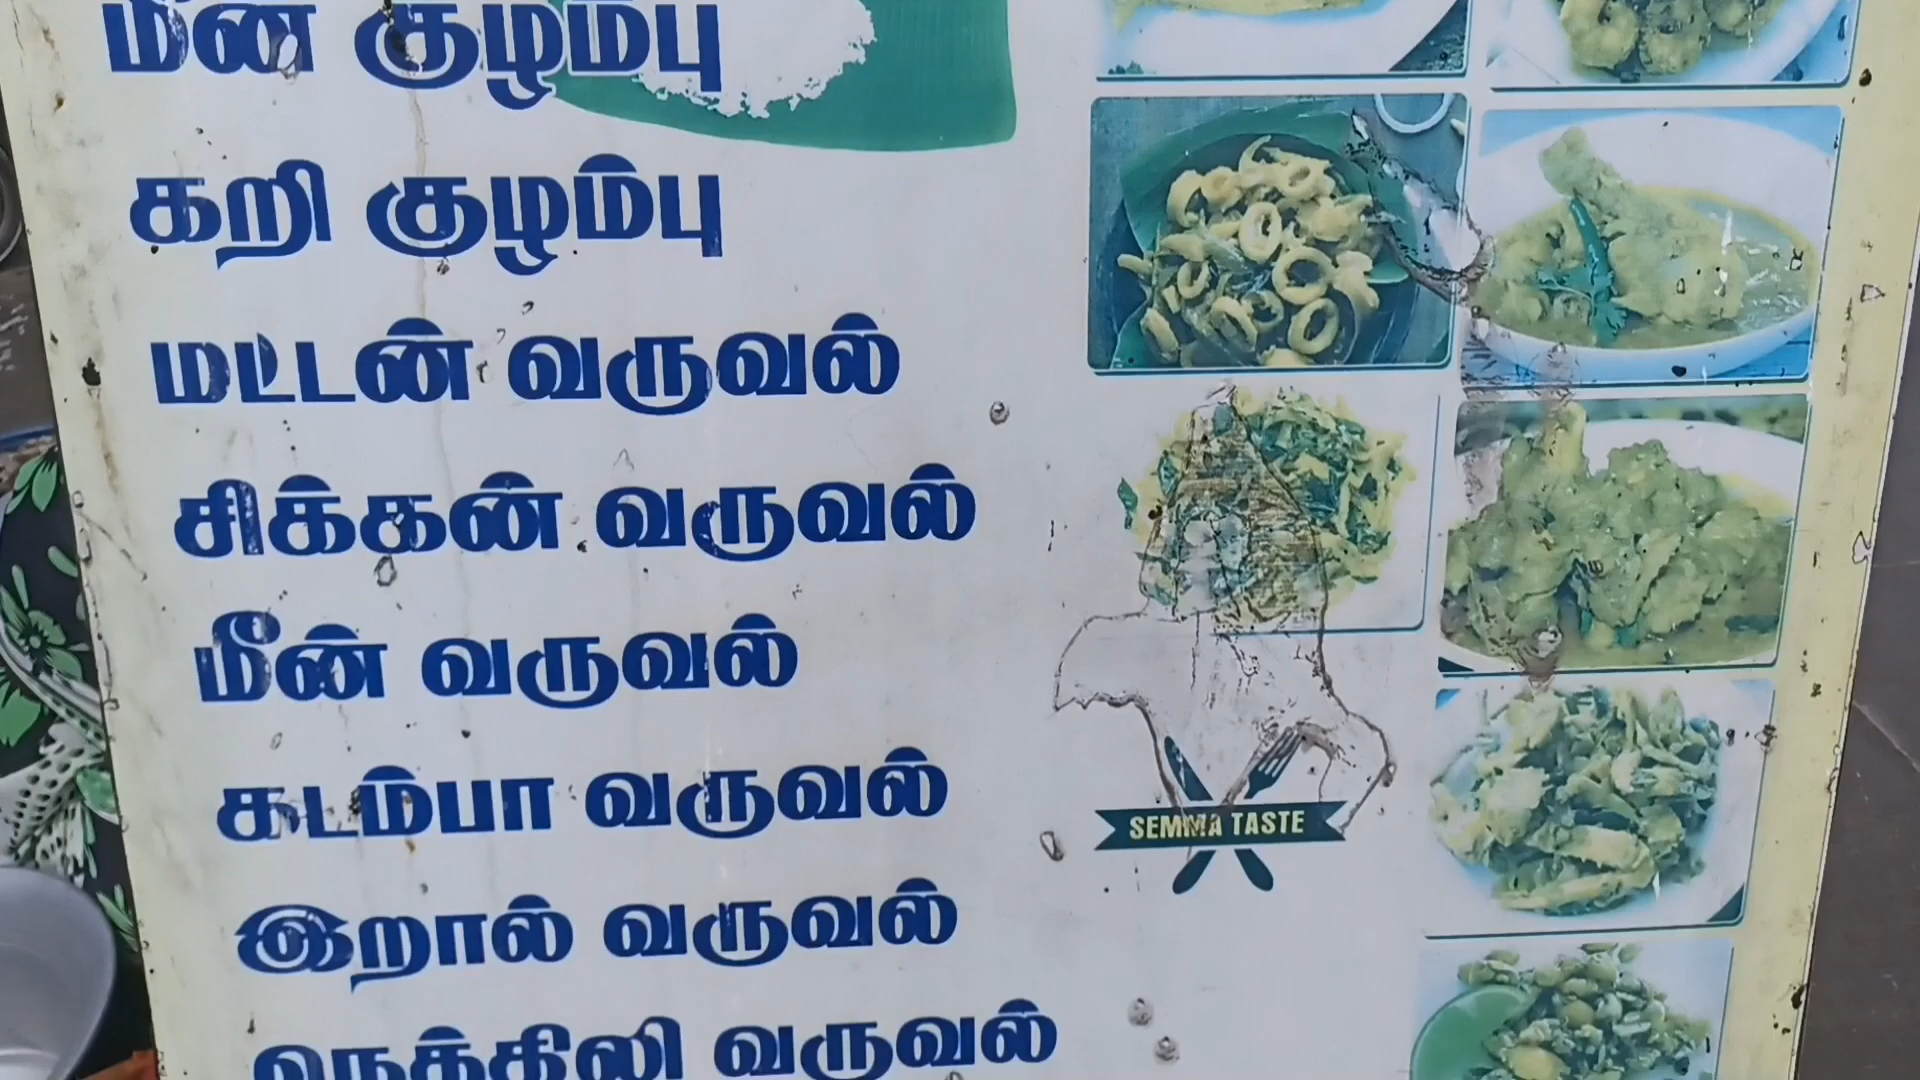 மீன் குழம்பு
கறி குழம்பு
மட்டன் வருவல்
சிக்கன் வருவல்
மீன் வருவல்
கடம்பா வருவல்
SEMMA TASTE
இறால் வருவல்
நெத்திலி வருவல்